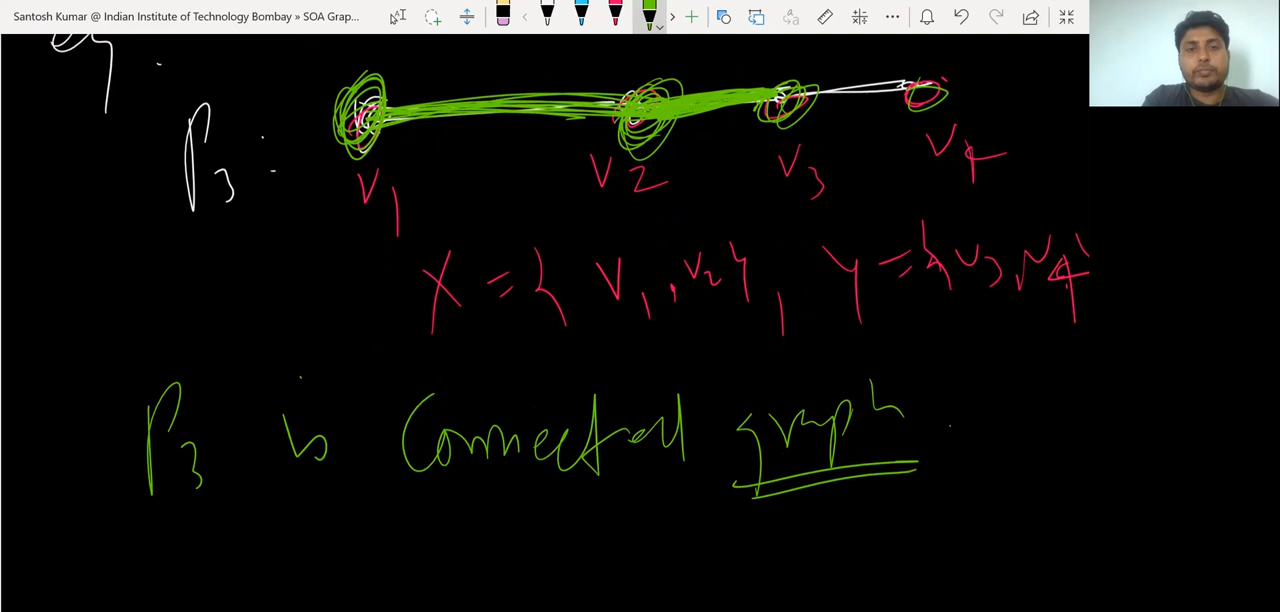 Santosh Kumar @ Indian Institute of Technology Bombay » SOA Grap...
eg.
P3 :
V1 V2 V3 V4
X = { V1, V2 }, Y = { V3, V4 }
P3 is Connected graph